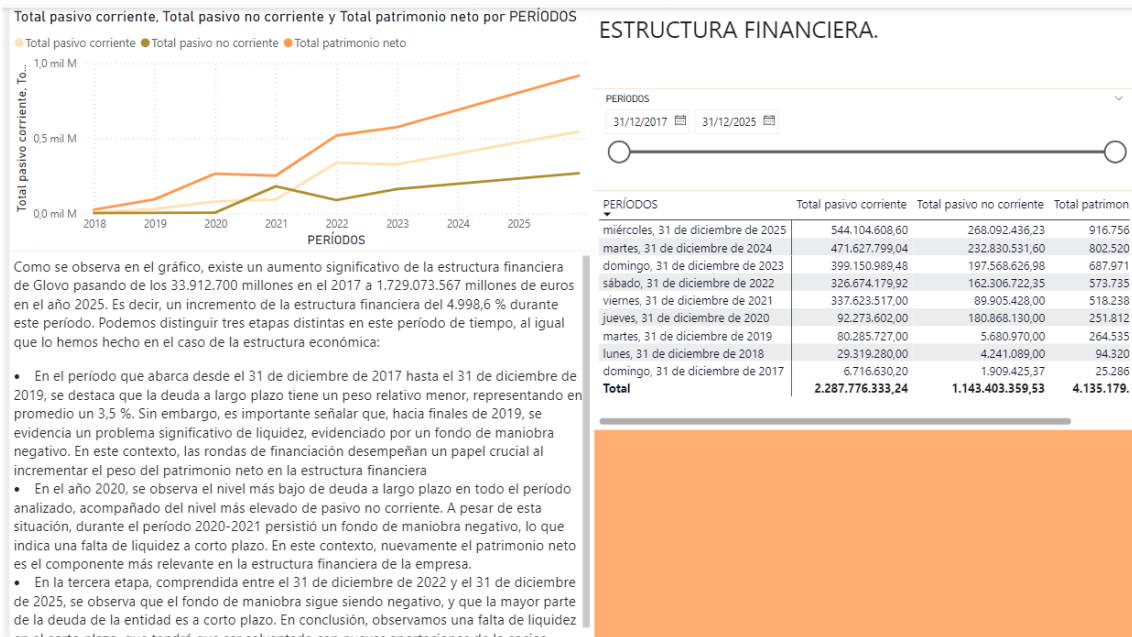 Total pasivo corriente, Total pasivo no corriente y Total patrimonio neto por PERÍODOS
Total pasivo corriente Total pasivo no corriente Total patrimonio neto
Total pasivo corriente, To...
1,0 mil M
0,5 mil M
0,0 mil M
2018 2019 2020 2021 2022 2023 2024 2025
PERÍODOS
Como se observa en el gráfico, existe un aumento significativo de la estructura financiera
de Glovo pasando de los 33.912.700 millones en el 2017 a 1.729.073.567 millones de euros
en el año 2025. Es decir, un incremento de la estructura financiera del 4.998,6 % durante
este período. Podemos distinguir tres etapas distintas en este período de tiempo, al igual
que lo hemos hecho en el caso de la estructura económica:
• En el período que abarca desde el 31 de diciembre de 2017 hasta el 31 de diciembre de
2019, se destaca que la deuda a largo plazo tiene un peso relativo menor, representando en
promedio un 3,5 %. Sin embargo, es importante señalar que, hacia finales de 2019, se
evidencia un problema significativo de liquidez, evidenciado por un fondo de maniobra
negativo. En este contexto, las rondas de financiación desempeñan un papel crucial al
incrementar el peso del patrimonio neto en la estructura financiera
• En el año 2020, se observa el nivel más bajo de deuda a largo plazo en todo el período
analizado, acompañado del nivel más elevado de pasivo no corriente. A pesar de esta
situación, durante el período 2020-2021 persistió un fondo de maniobra negativo, lo que
indica una falta de liquidez a corto plazo. En este contexto, nuevamente el patrimonio neto
es el componente más relevante en la estructura financiera de la empresa.
• En la tercera etapa, comprendida entre el 31 de diciembre de 2022 y el 31 de diciembre
de 2025, se observa que el fondo de maniobra sigue siendo negativo, y que la mayor parte
de la deuda de la entidad es a corto plazo. En conclusión, observamos una falta de liquidez
ESTRUCTURA FINANCIERA.
PERÍODOS
31/12/2017 31/12/2025
PERÍODOS Total pasivo corriente Total pasivo no corriente Total patrimon
miércoles, 31 de diciembre de 2025 544.104.608,60 268.092.436,23 916.756
martes, 31 de diciembre de 2024 471.627.799,04 232.830.531,60 802.520
domingo, 31 de diciembre de 2023 399.150.989,48 197.568.626,98 687.971
sábado, 31 de diciembre de 2022 326.674.179,92 162.306.722,35 573.735
viernes, 31 de diciembre de 2021 337.623.517,00 89.905.428,00 518.238
jueves, 31 de diciembre de 2020 92.273.602,00 180.868.130,00 251.812
martes, 31 de diciembre de 2019 80.285.727,00 5.680.970,00 264.535
lunes, 31 de diciembre de 2018 29.319.280,00 4.241.089,00 94.320
domingo, 31 de diciembre de 2017 6.716.630,20 1.909.425,37 25.286
Total 2.287.776.333,24 1.143.403.359,53 4.135.179.